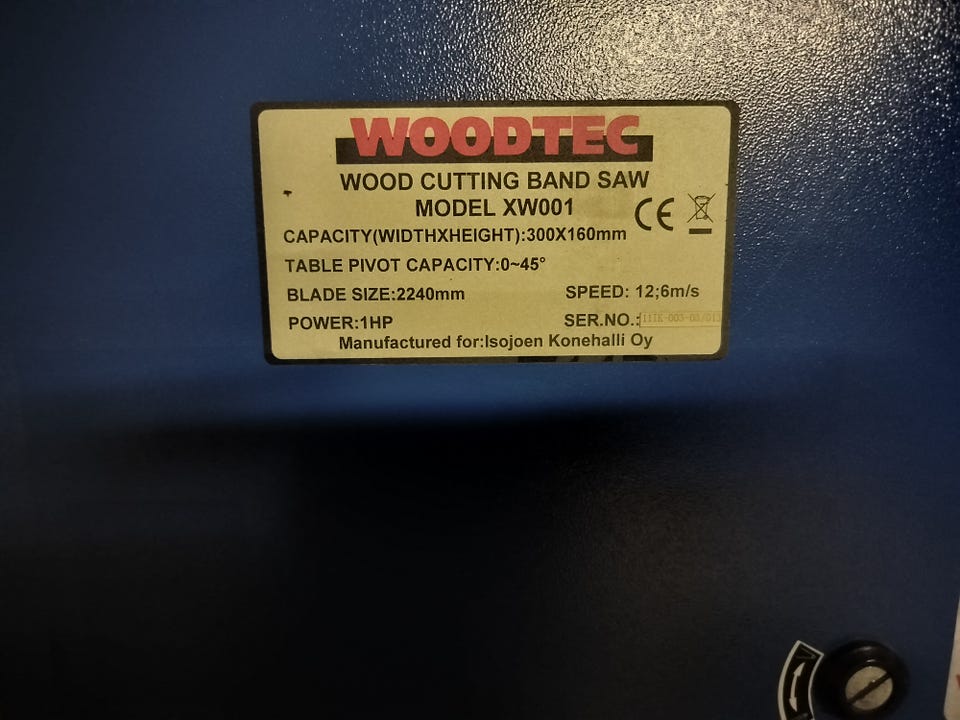 WOODTEC
WOOD CUTTING BAND SAW
MODEL XW001
CE
CAPACITY(WIDTHXHEIGHT):300X160mm
TABLE PIVOT CAPACITY:0~45°
BLADE SIZE:2240mm SPEED: 12;6m/s
POWER:1HP SER.NO.:
Manufactured for:Isojoen Konehalli Oy